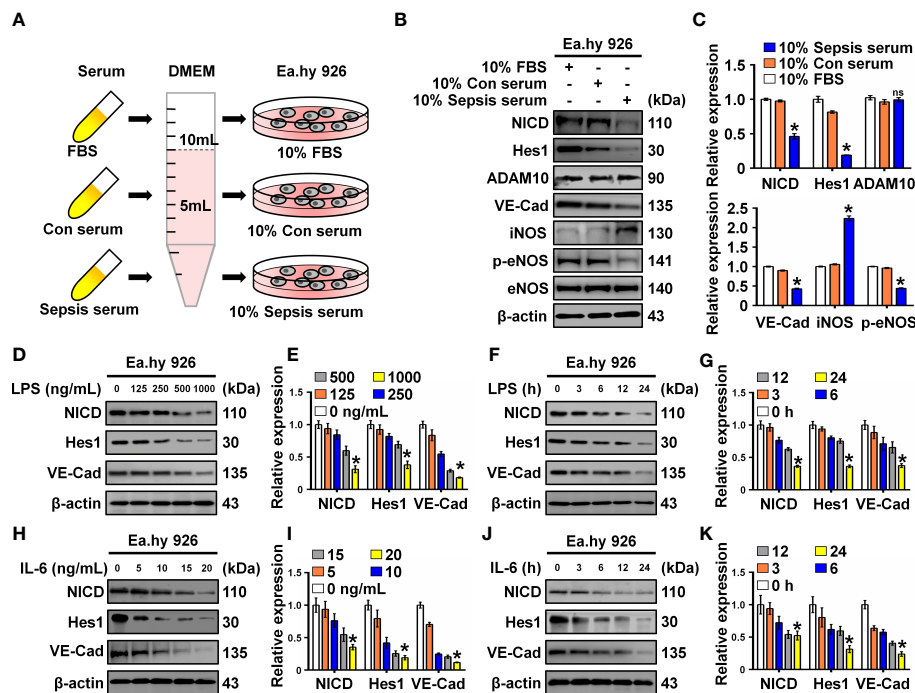 A
Serum
DMEM
Ea.hy 926
FBS
10mL
10% FBS
Con serum
5mL
10% Con serum
Sepsis serum
10% Sepsis serum
B
Ea.hy 926
10% FBS + - -
10% Con serum - + -
10% Sepsis serum - - + (kDa)
NICD 110
Hes1 30
ADAM10 90
VE-Cad 135
iNOS 130
p-eNOS 141
eNOS 140
β-actin 43
C
10% Sepsis serum
10% Con serum
10% FBS
Relative expression
1.5
1.0
0.5
0
* * ns
NICD Hes1 ADAM10
Relative expression
2.5
2.0
1.5
1.0
0.5
0
* * *
VE-Cad iNOS p-eNOS
D
Ea.hy 926
LPS (ng/mL) 0 125 250 500 1000 (kDa)
NICD 110
Hes1 30
VE-Cad 135
β-actin 43
E
500 1000
125 250
0 ng/mL
Relative expression
1.5
1.0
0.5
0
* * *
NICD Hes1 VE-Cad
F
Ea.hy 926
LPS (h) 0 3 6 12 24 (kDa)
NICD 110
Hes1 30
VE-Cad 135
β-actin 43
G
12 24
3 6
0 h
Relative expression
1.5
1.0
0.5
0
* * *
NICD Hes1 VE-Cad
H
Ea.hy 926
IL-6 (ng/mL) 0 5 10 15 20 (kDa)
NICD 110
Hes1 30
VE-Cad 135
β-actin 43
I
15 20
5 10
0 ng/mL
Relative expression
1.5
1.0
0.5
0
* * *
NICD Hes1 VE-Cad
J
Ea.hy 926
IL-6 (h) 0 3 6 12 24 (kDa)
NICD 110
Hes1 30
VE-Cad 135
β-actin 43
K
12 24
3 6
0 h
Relative expression
1.5
1.0
0.5
0
* * *
NICD Hes1 VE-Cad